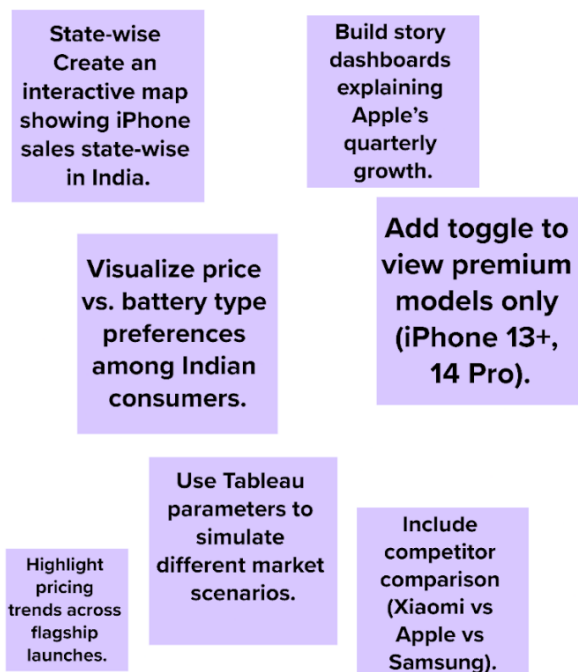 State-wise
Create an
interactive map
showing iPhone
sales state-wise
in India.
Build story
dashboards
explaining
Apple’s
quarterly
growth.
Visualize price
vs. battery type
preferences
among Indian
consumers.
Add toggle to
view premium
models only
(iPhone 13+,
14 Pro).
Use Tableau
parameters to
simulate
different market
scenarios.
Highlight
pricing
trends across
flagship
launches.
Include
competitor
comparison
(Xiaomi vs
Apple vs
Samsung).